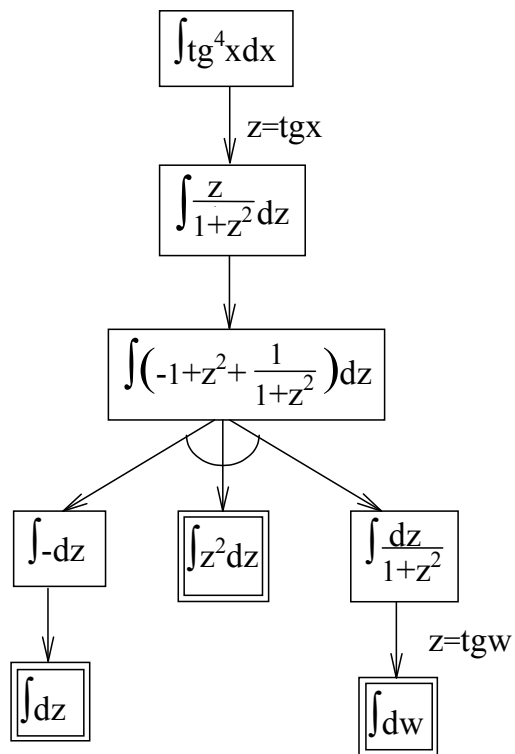 ∫tg⁴xdx
z=tgx
∫z/1+z² dz
∫(-1+z²+1/1+z²)dz
∫-dz
∫z²dz
∫dz/1+z²
z=tgw
∫dz
∫dw